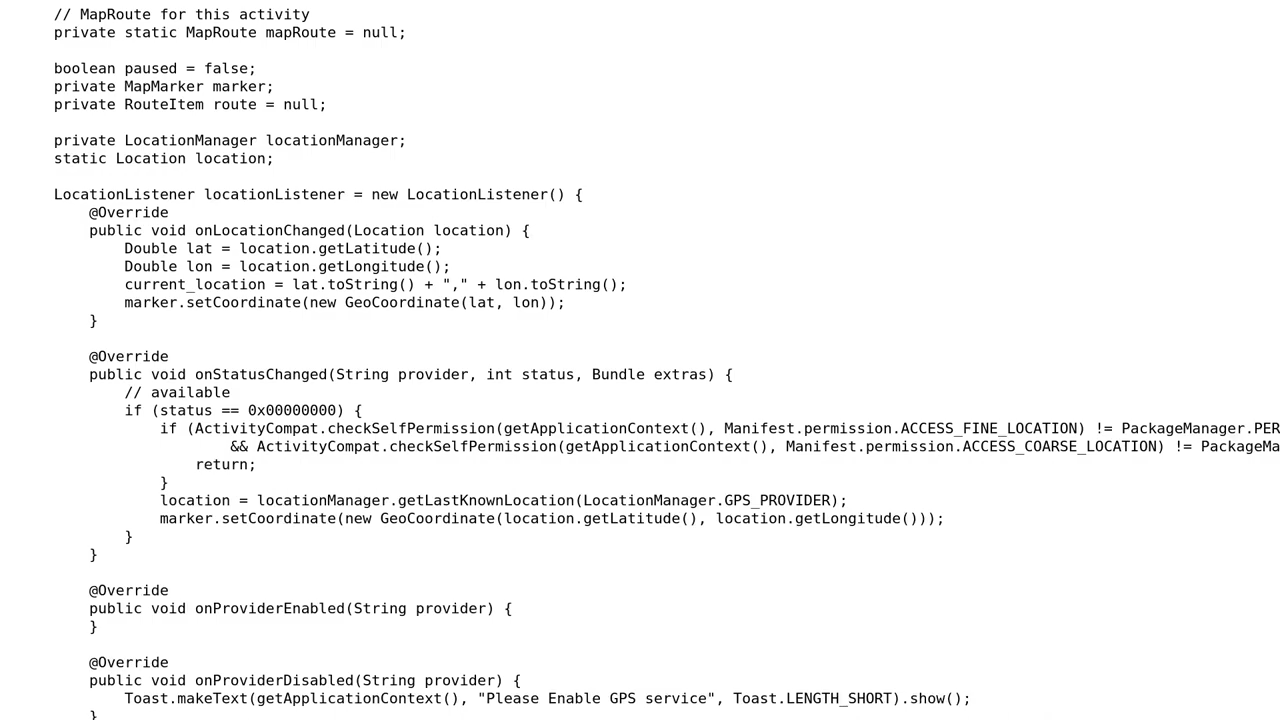 // MapRoute for this activity
private static MapRoute mapRoute = null;
boolean paused = false;
private MapMarker marker;
private RouteItem route = null;
private LocationManager locationManager;
static Location location;
LocationListener locationListener = new LocationListener() {
@Override
public void onLocationChanged(Location location) {
Double lat = location.getLatitude();
Double lon = location.getLongitude();
current_location = lat.toString() + "," + lon.toString();
marker.setCoordinate(new GeoCoordinate(lat, lon));
}
@Override
public void onStatusChanged(String provider, int status, Bundle extras) {
// available
if (status == 0x00000000) {
if (ActivityCompat.checkSelfPermission(getApplicationContext(), Manifest.permission.ACCESS_FINE_LOCATION) != PackageManager.PER
&& ActivityCompat.checkSelfPermission(getApplicationContext(), Manifest.permission.ACCESS_COARSE_LOCATION) != PackageMa
return;
}
location = locationManager.getLastKnownLocation(LocationManager.GPS_PROVIDER);
marker.setCoordinate(new GeoCoordinate(location.getLatitude(), location.getLongitude()));
}
}
@Override
public void onProviderEnabled(String provider) {
}
@Override
public void onProviderDisabled(String provider) {
Toast.makeText(getApplicationContext(), "Please Enable GPS service", Toast.LENGTH_SHORT).show();
}